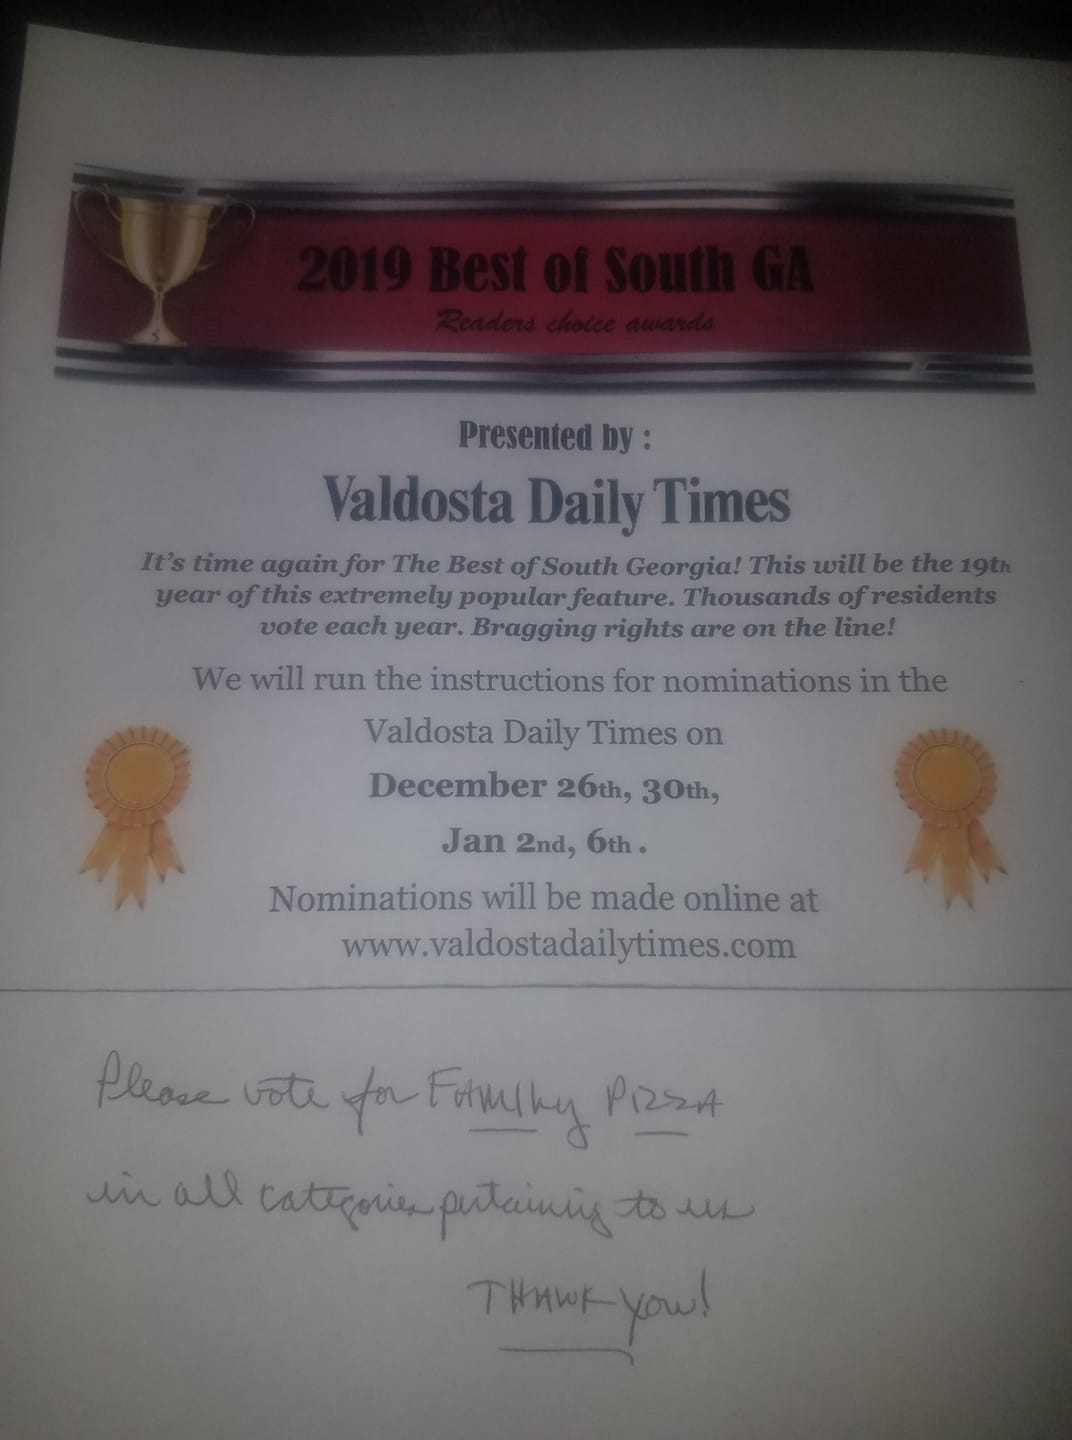 2019 Best of South GA
Readers choice awards
Presented by :
Valdosta Daily Times
It's time again for The Best of South Georgia! This will be the 19th
year of this extremely popular feature. Thousands of residents
vote each year. Bragging rights are on the line!
We will run the instructions for nominations in the
Valdosta Daily Times on
December 26th, 30th,
Jan 2nd, 6th .
Nominations will be made online at
www.valdostadailytimes.com
Please vote for FAMIly PIZZA
in all categories pertaining to us
THANK you!